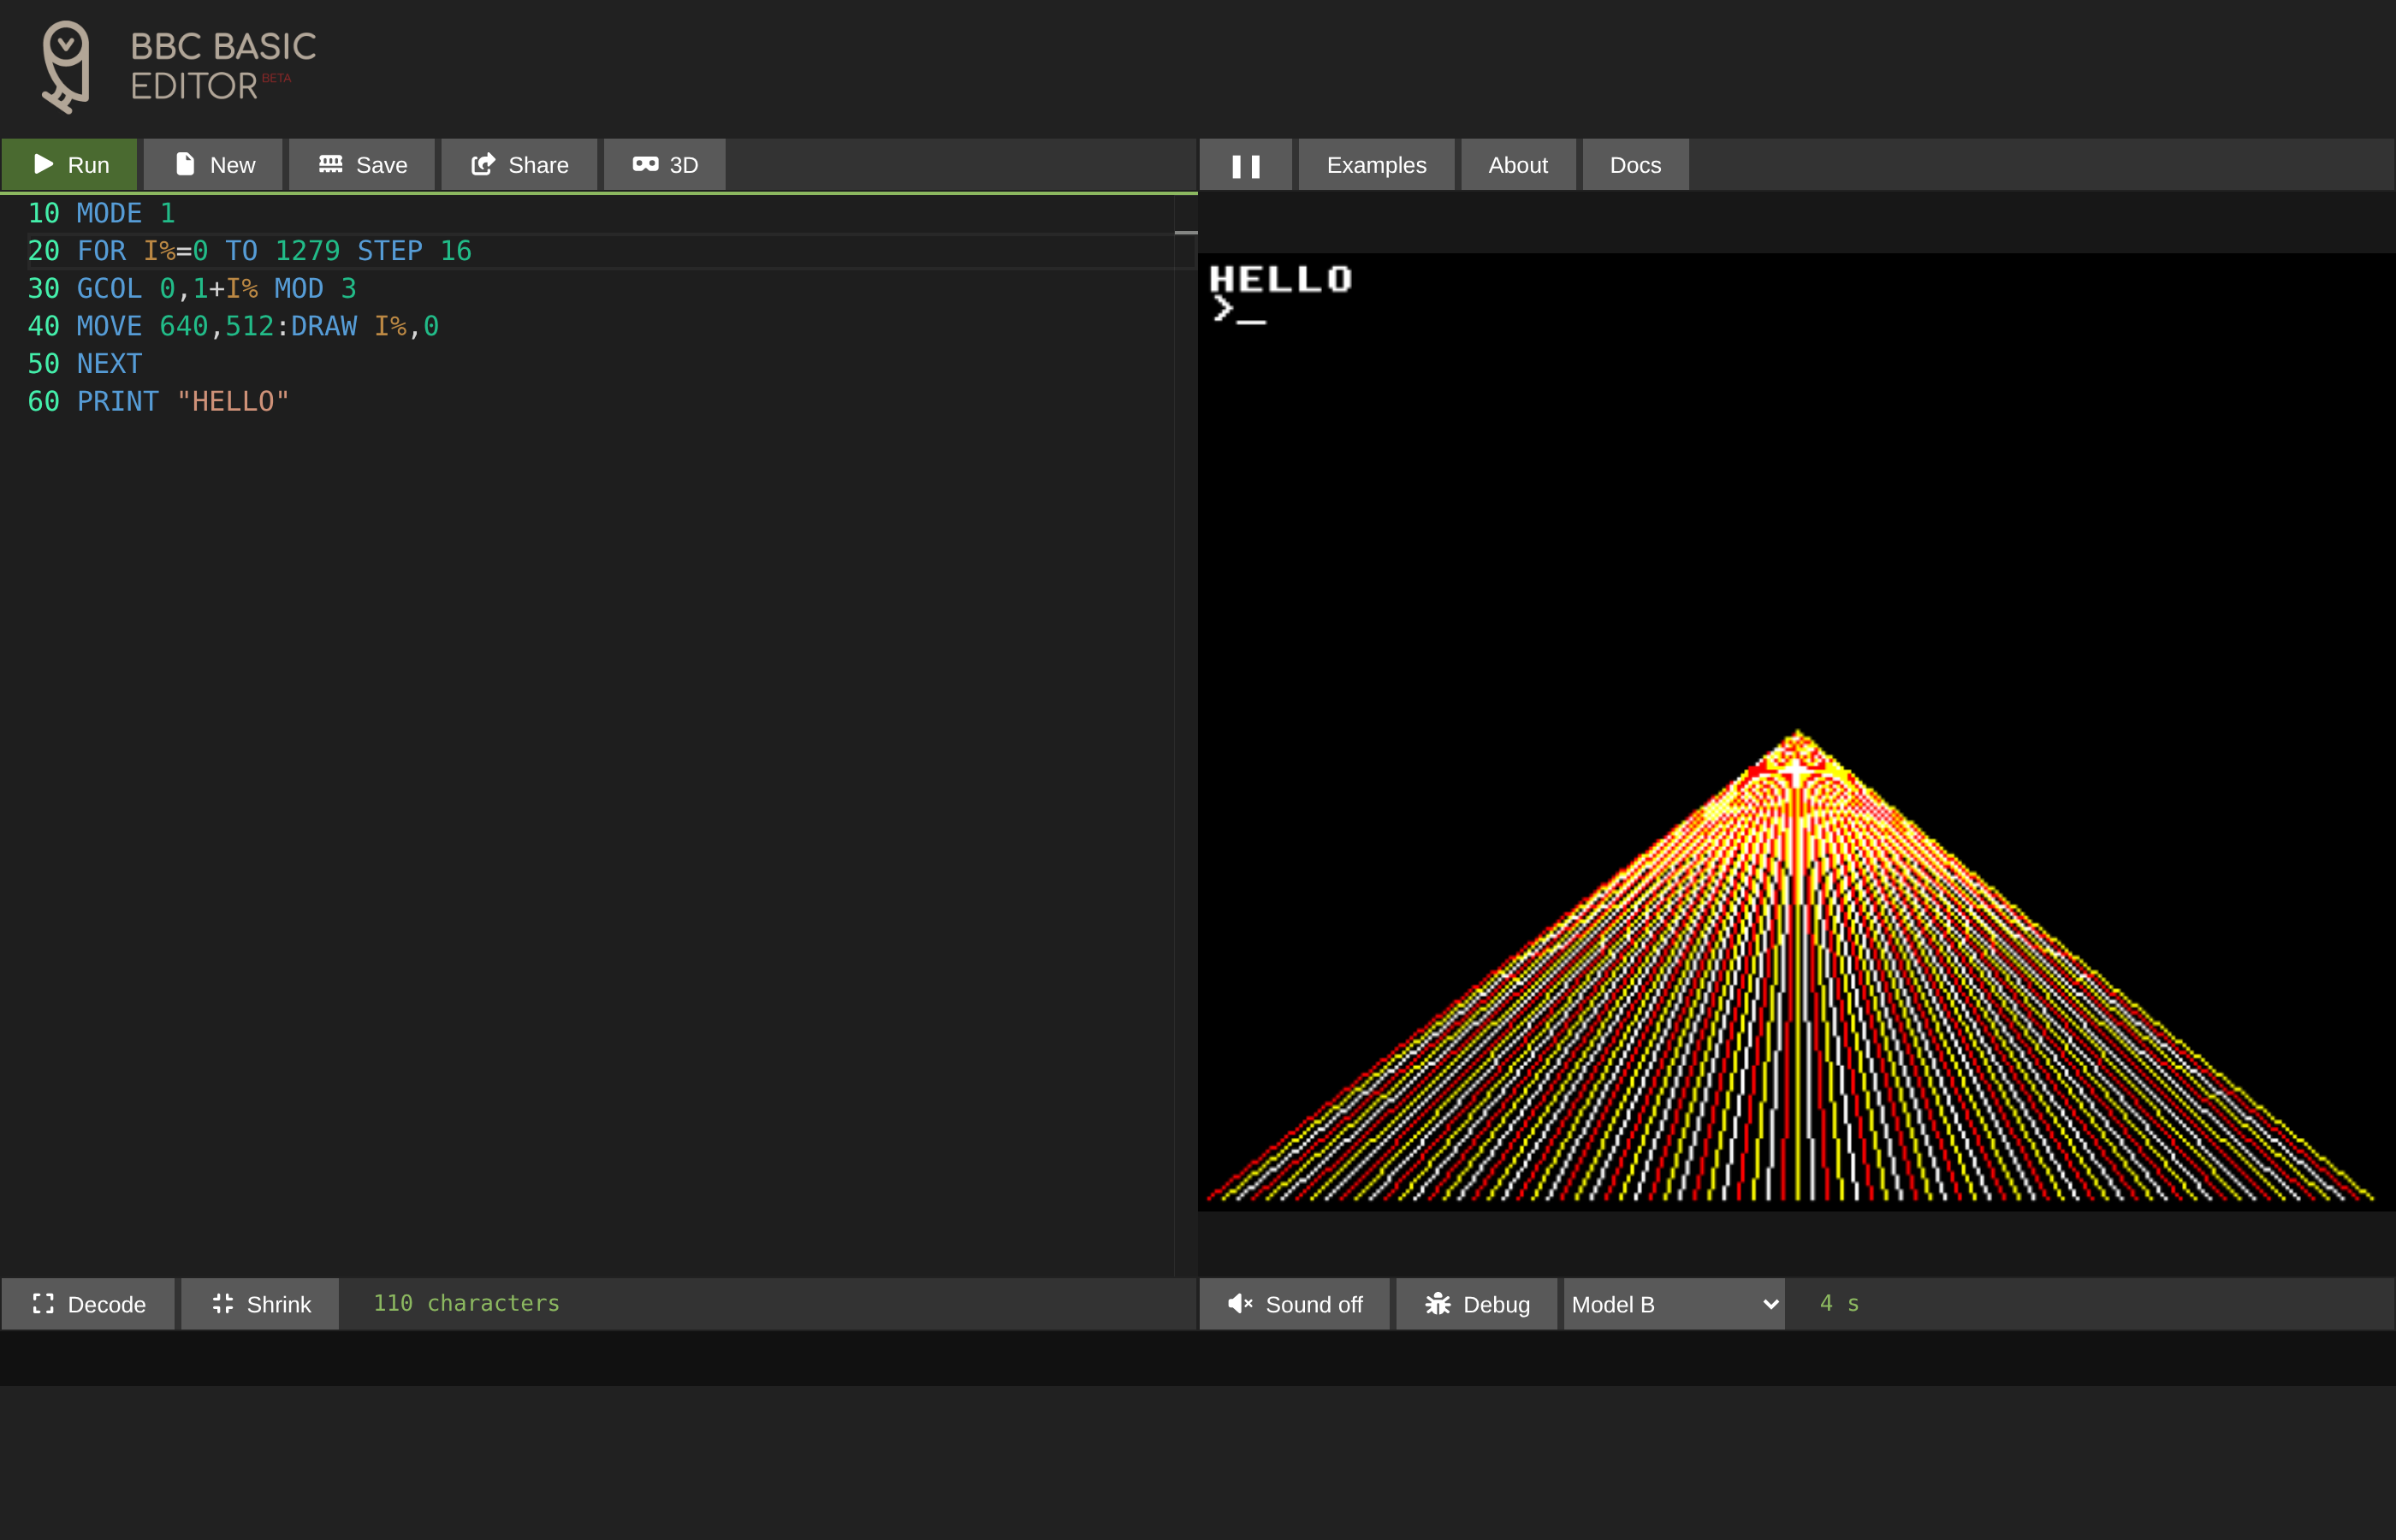 BBC BASIC
EDITOR BETA
Run New Save Share 3D Examples About Docs
10 MODE 1
20 FOR I%=0 TO 1279 STEP 16
30 GCOL 0,1+I% MOD 3
40 MOVE 640,512:DRAW I%,0
50 NEXT
60 PRINT "HELLO"
HELLO
>_
Decode Shrink 110 characters Sound off Debug Model B 4 s